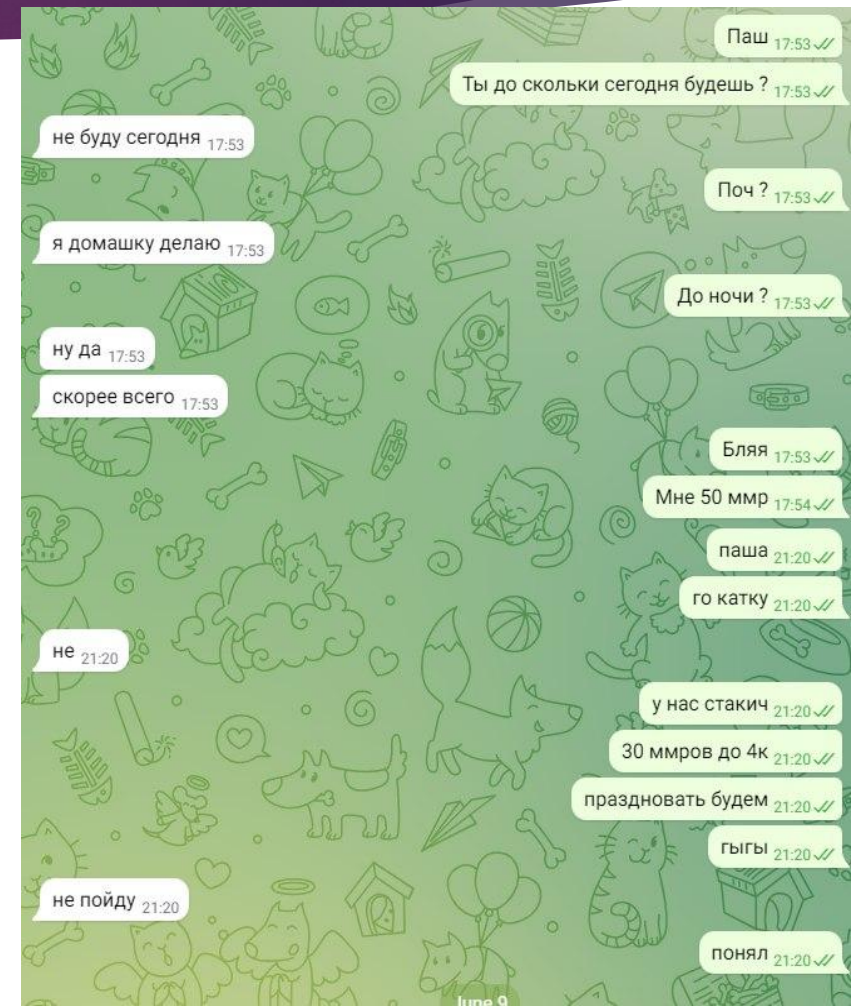 Паш 17:53
Ты до скольки сегодня будешь ? 17:53
не буду сегодня 17:53
Поч ? 17:53
я домашку делаю 17:53
До ночи ? 17:53
ну да 17:53
скорее всего 17:53
Бляя 17:53
Мне 50 ммр 17:54
паша 21:20
го катку 21:20
не 21:20
у нас стакич 21:20
30 ммров до 4к 21:20
праздновать будем 21:20
гыгы 21:20
не пойду 21:20
понял 21:20
June 9